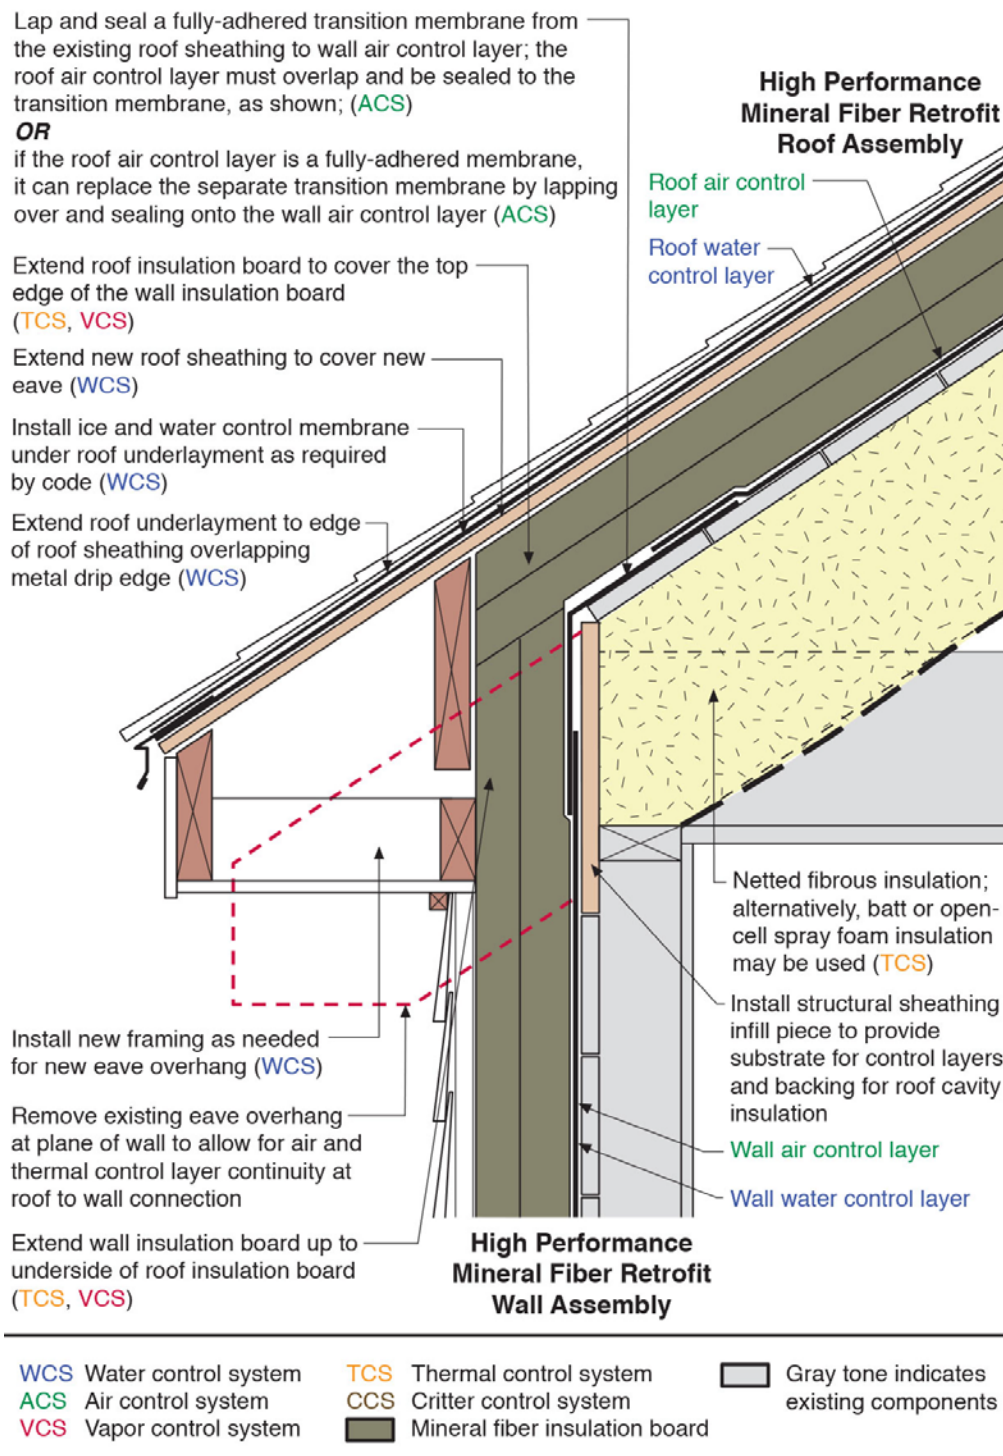 Lap and seal a fully-adhered transition membrane from
the existing roof sheathing to wall air control layer; the
roof air control layer must overlap and be sealed to the
transition membrane, as shown; (ACS)
OR
if the roof air control layer is a fully-adhered membrane,
it can replace the separate transition membrane by lapping
over and sealing onto the wall air control layer (ACS)
High Performance
Mineral Fiber Retrofit
Roof Assembly
Roof air control
layer
Roof water
control layer
Extend roof insulation board to cover the top
edge of the wall insulation board
(TCS, VCS)
Extend new roof sheathing to cover new
eave (WCS)
Install ice and water control membrane
under roof underlayment as required
by code (WCS)
Extend roof underlayment to edge
of roof sheathing overlapping
metal drip edge (WCS)
Netted fibrous insulation;
alternatively, batt or open-
cell spray foam insulation
may be used (TCS)
Install structural sheathing
infill piece to provide
substrate for control layers
and backing for roof cavity
insulation
Wall air control layer
Wall water control layer
Install new framing as needed
for new eave overhang (WCS)
Remove existing eave overhang
at plane of wall to allow for air and
thermal control layer continuity at
roof to wall connection
Extend wall insulation board up to
underside of roof insulation board
(TCS, VCS)
High Performance
Mineral Fiber Retrofit
Wall Assembly
WCS Water control system
ACS Air control system
VCS Vapor control system
TCS Thermal control system
CCS Critter control system
Mineral fiber insulation board
Gray tone indicates
existing components